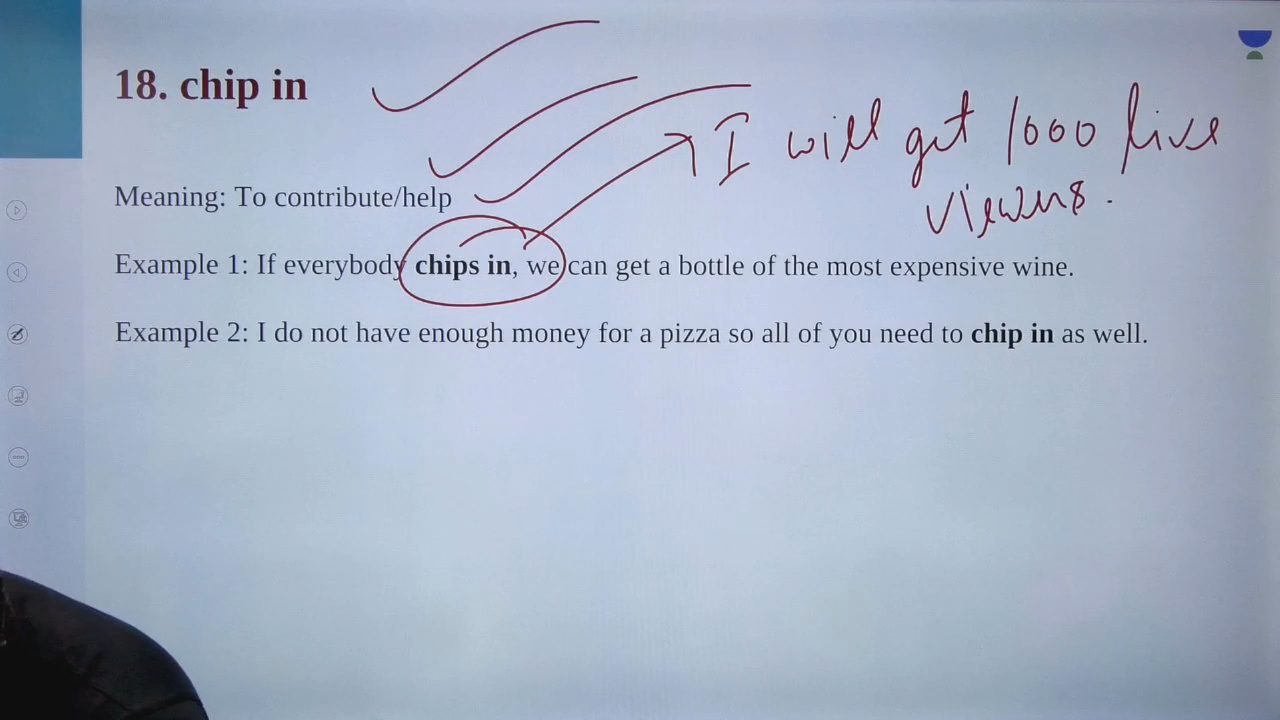 18. chip in
I will get 1000 live
viewers.
Meaning: To contribute/help
Example 1: If everybody chips in, we can get a bottle of the most expensive wine.
Example 2: I do not have enough money for a pizza so all of you need to chip in as well.